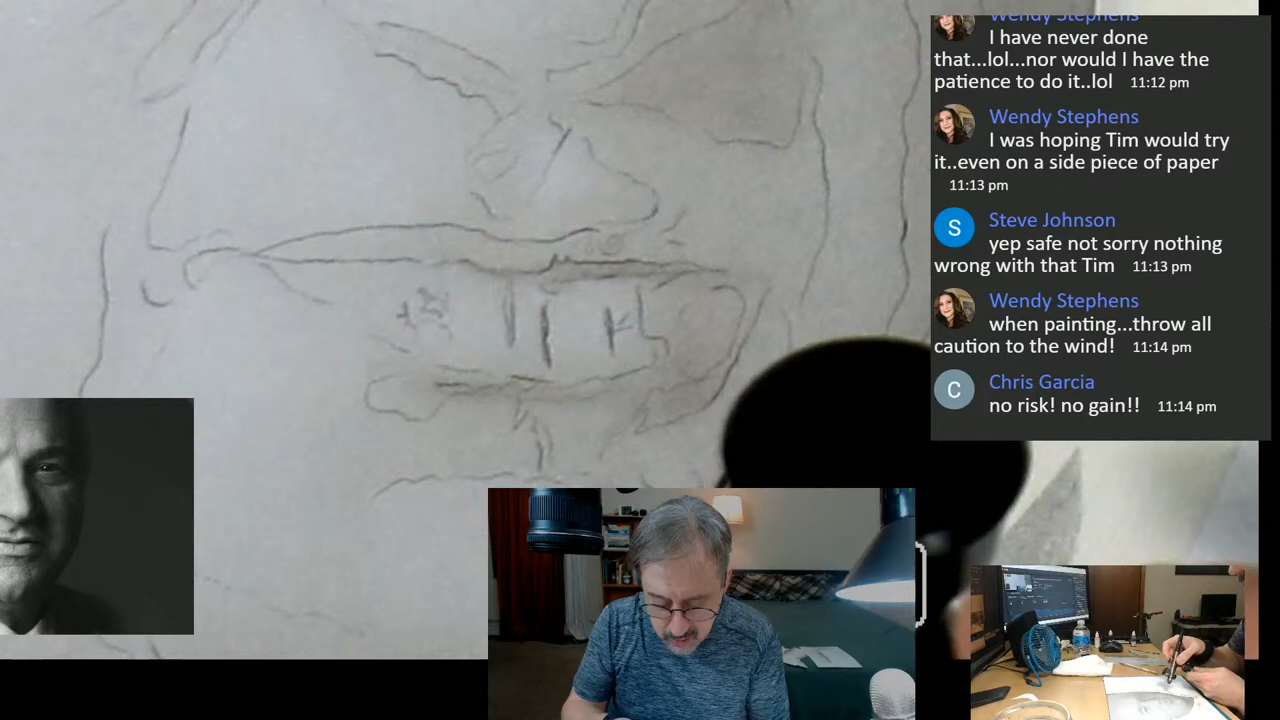 Wendy Stephens
I have never done
that...lol...nor would I have the
patience to do it..lol 11:12 pm
Wendy Stephens
I was hoping Tim would try
it..even on a side piece of paper
11:13 pm
Steve Johnson
yep safe not sorry nothing
wrong with that Tim 11:13 pm
Wendy Stephens
when painting...throw all
caution to the wind! 11:14 pm
Chris Garcia
no risk! no gain!! 11:14 pm
S
C